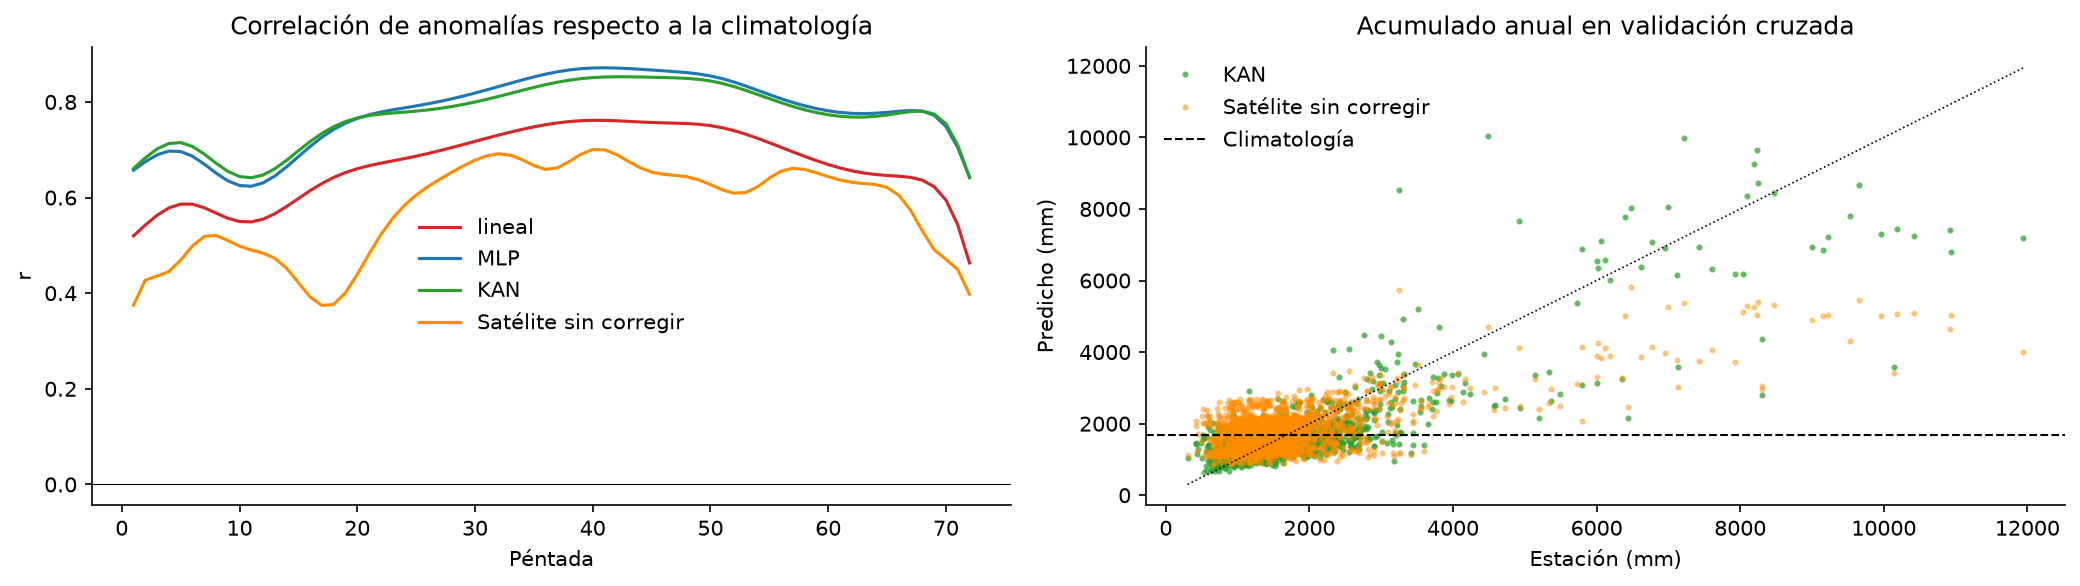 Correlación de anomalías respecto a la climatología
0.8
0.6
0.4
0.2
0.0
r
lineal
MLP
KAN
Satélite sin corregir
0 10 20 30 40 50 60 70
Péntada
Acumulado anual en validación cruzada
KAN
Satélite sin corregir
Climatología
12000
10000
8000
6000
4000
2000
0
Predicho (mm)
0 2000 4000 6000 8000 10000 12000
Estación (mm)